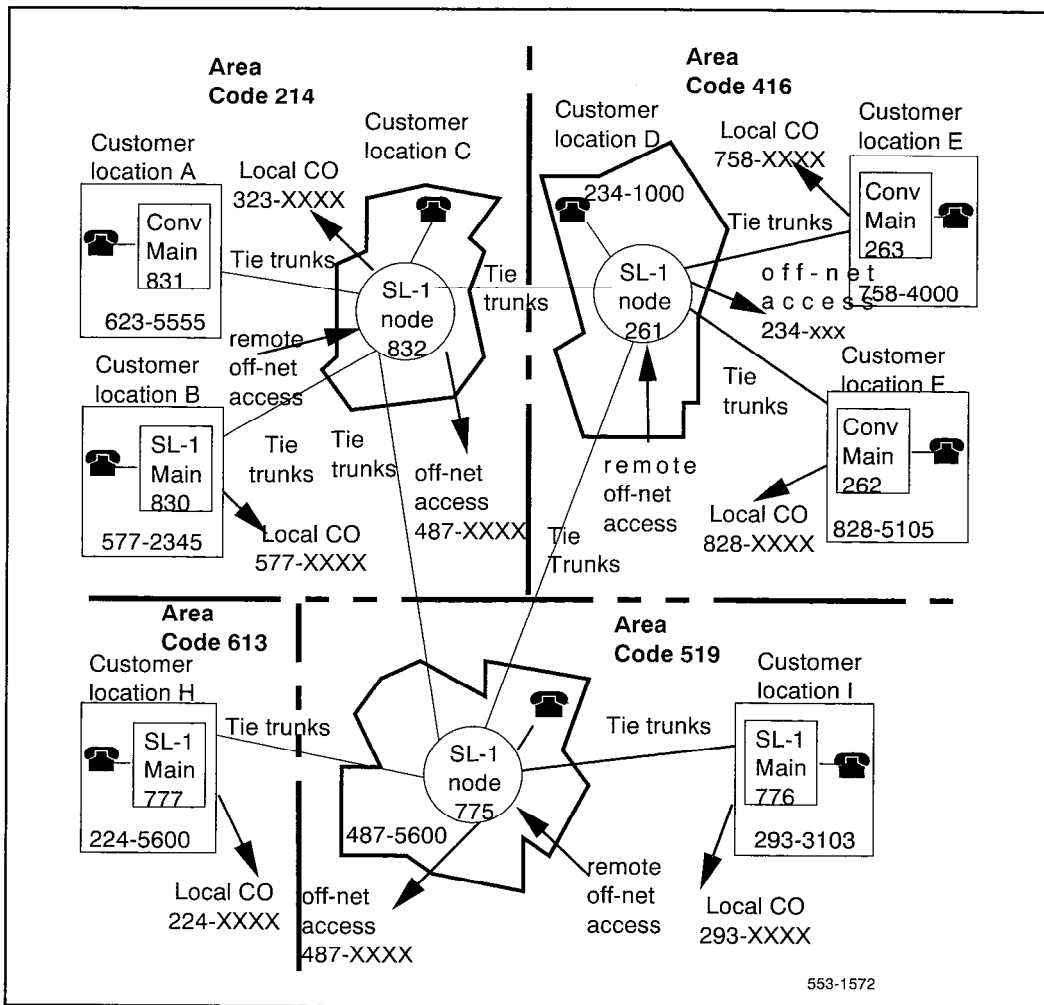 Area
Code 214
Area
Code 416
Customer
location A
Conv
Main
831
623-5555
Local CO
323-XXXX
Customer
location C
Tie trunks
SL-1
node
832
Tie
trunks
remote
off-net
access
Customer
location B
SL-1
Main
830
577-2345
Tie
trunks
Tie
trunks
Local CO
577-XXXX
off-net
access
487-XXXX
Customer
location D
234-1000
SL-1
node
261
Local CO
758-XXXX
Customer
location E
Conv
Main
263
758-4000
Tie trunks
off-net
access
234-xxx
Tie
trunks
Customer
location F
Conv
Main
262
828-5105
remote
off-net
access
Local CO
828-XXXX
Tie
Trunks
Area
Code 613
Area
Code 519
Customer
location H
SL-1
Main
777
224-5600
Tie trunks
Local CO
224-XXXX
SL-1
node
775
487-5600
off-net
access
487-XXXX
remote
off-net
access
Tie trunks
Customer
location I
SL-1
Main
776
293-3103
Local CO
293-XXXX
553-1572